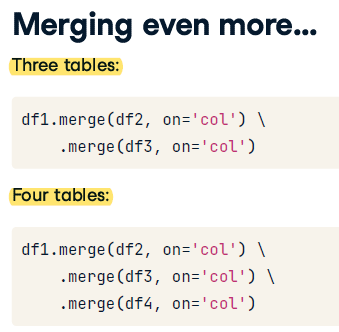 Merging even more...
Three tables:
df1.merge(df2, on='col') \
    .merge(df3, on='col')
Four tables:
df1.merge(df2, on='col') \
    .merge(df3, on='col') \
    .merge(df4, on='col')